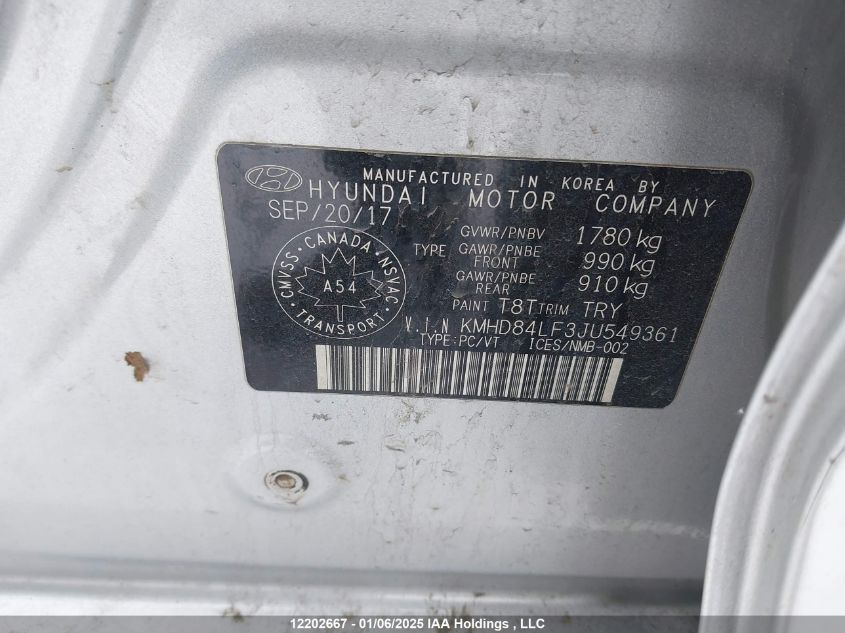 MANUFACTURED IN KOREA BY
HYUNDAI MOTOR COMPANY
SEP/20/17
GVWR/PNBV 1780 kg
TYPE GAWR/PNBE FRONT 990 kg
GAWR/PNBE REAR 910 kg
PAINT T8T TRIM TRY
CMVSS · CANADA · NSVAC
A54
· TRANSPORT ·
V.I.N KMHD84LF3JU549361
TYPE:PC/VT ICES/NMB-002
12202667 - 01/06/2025 IAA Holdings , LLC